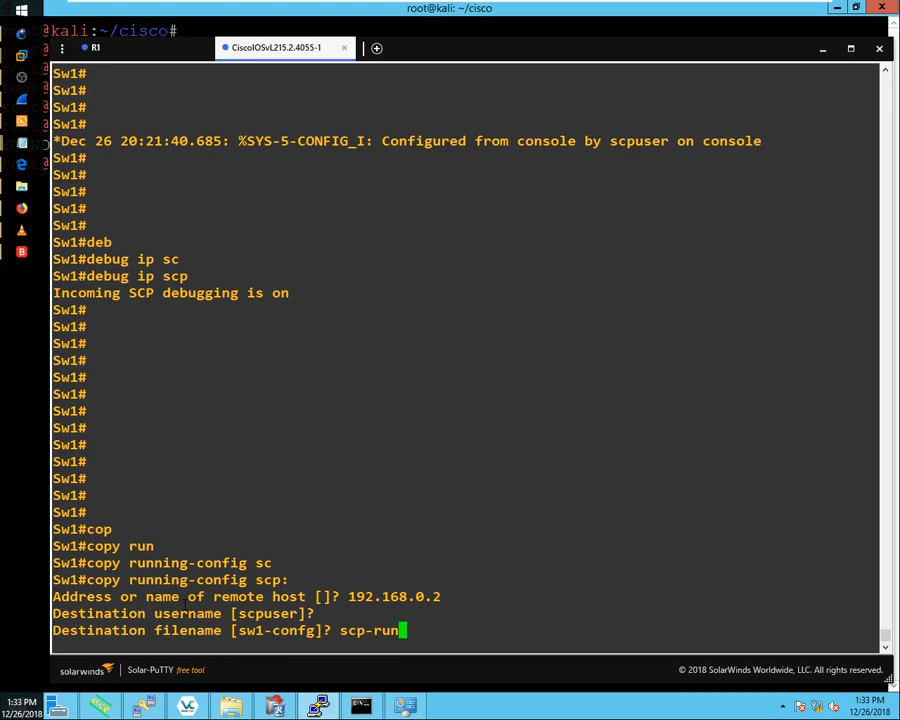 root@kali: ~/cisco
kali:~/cisco#
R1
CiscoIOSvL215.2.4055-1
Sw1#
Sw1#
Sw1#
Sw1#
*Dec 26 20:21:40.685: %SYS-5-CONFIG_I: Configured from console by scpuser on console
Sw1#
Sw1#
Sw1#
Sw1#
Sw1#
Sw1#deb
Sw1#debug ip sc
Sw1#debug ip scp
Incoming SCP debugging is on
Sw1#
Sw1#
Sw1#
Sw1#
Sw1#
Sw1#
Sw1#
Sw1#
Sw1#
Sw1#
Sw1#
Sw1#
Sw1#
Sw1#cop
Sw1#copy run
Sw1#copy running-config sc
Sw1#copy running-config scp:
Address or name of remote host []? 192.168.0.2
Destination username [scpuser]?
Destination filename [sw1-confg]? scp-run
solarwinds Solar-PuTTY free tool
© 2018 SolarWinds Worldwide, LLC. All rights reserved.
1:33 PM
12/26/2018
1:33 PM
12/26/2018